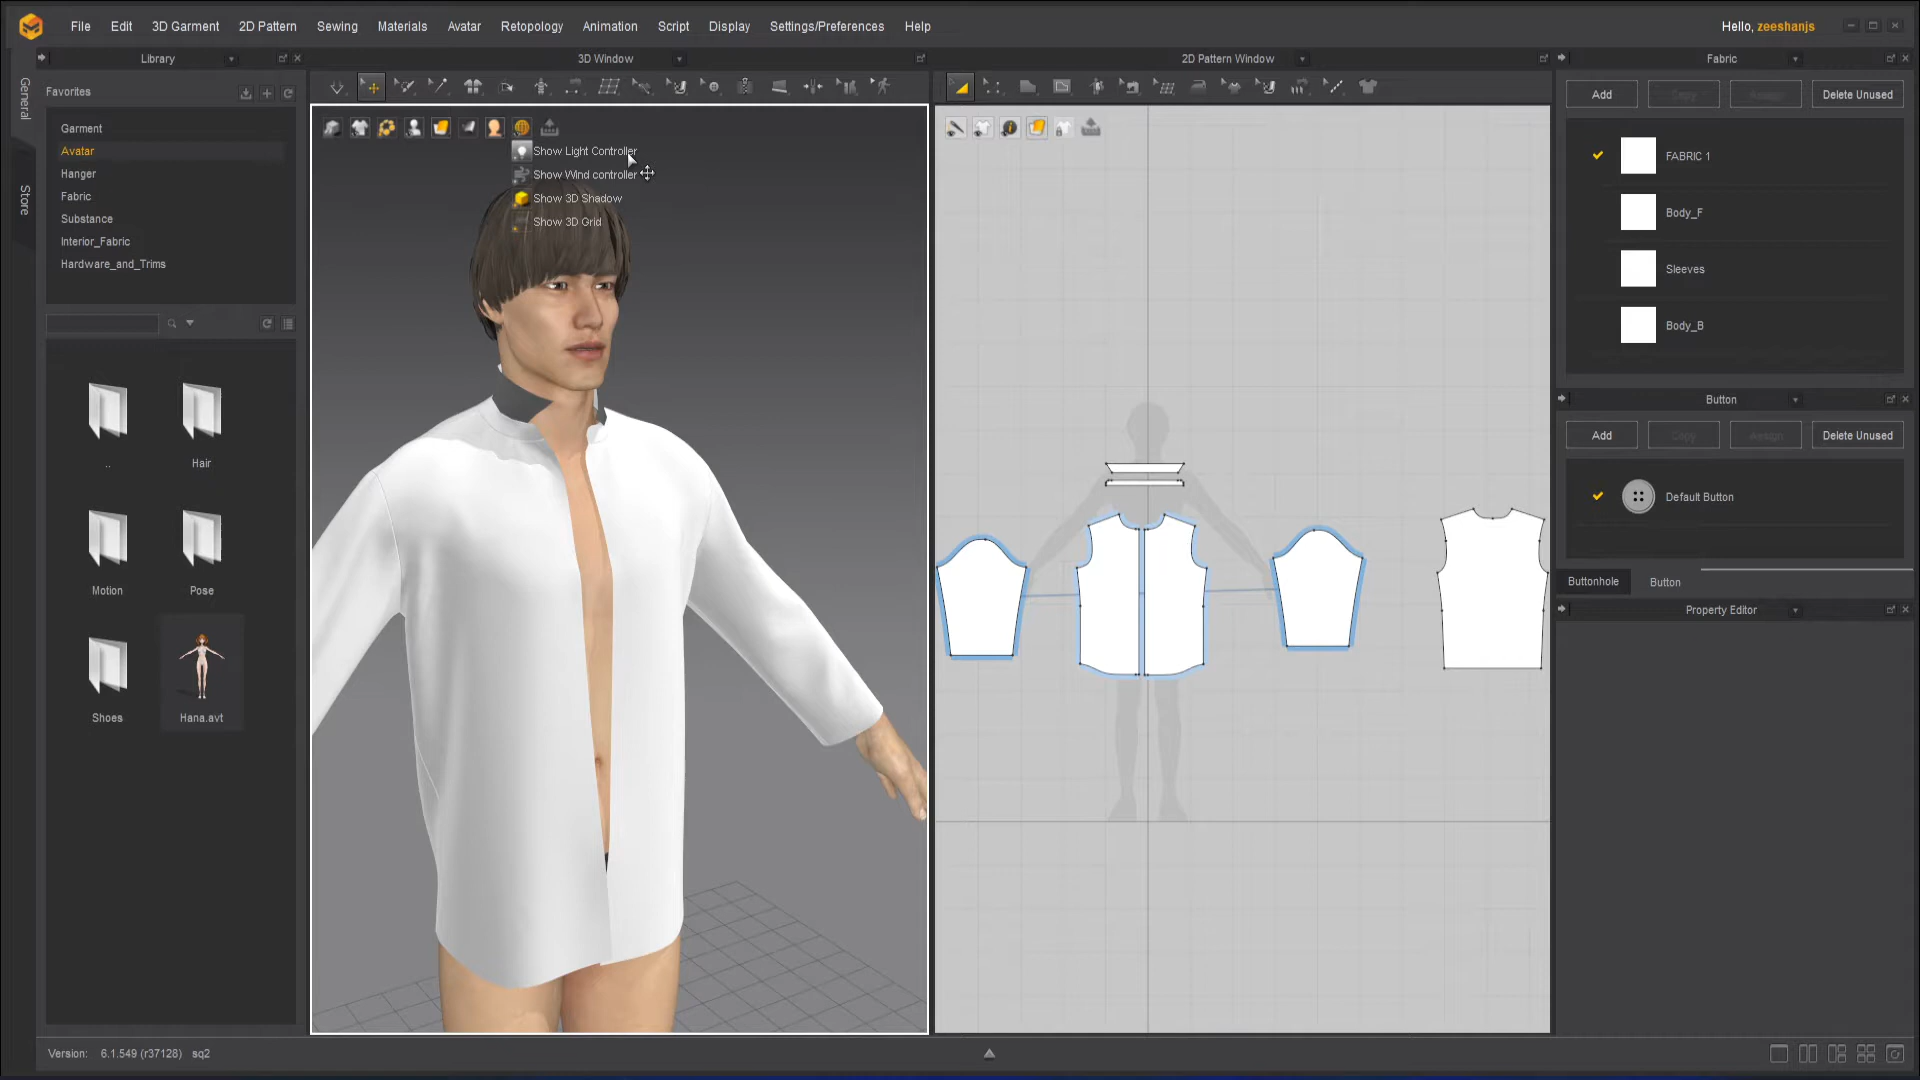 File Edit 3D Garment 2D Pattern Sewing Materials Avatar Retopology Animation Script Display Settings/Preferences Help
Hello, zeeshanjs
General
Store
Library
Favorites
Garment
Avatar
Hanger
Fabric
Substance
Interior_Fabric
Hardware_and_Trims
..
Hair
Motion
Pose
Shoes
Hana.avt
3D Window
Show Light Controller
Show Wind controller
Show 3D Shadow
Show 3D Grid
2D Pattern Window
Fabric
Add Copy Assign Delete Unused
FABRIC 1
Body_F
Sleeves
Body_B
Button
Add Copy Assign Delete Unused
Default Button
Buttonhole Button
Property Editor
Version: 6.1.549 (r37128) sq2